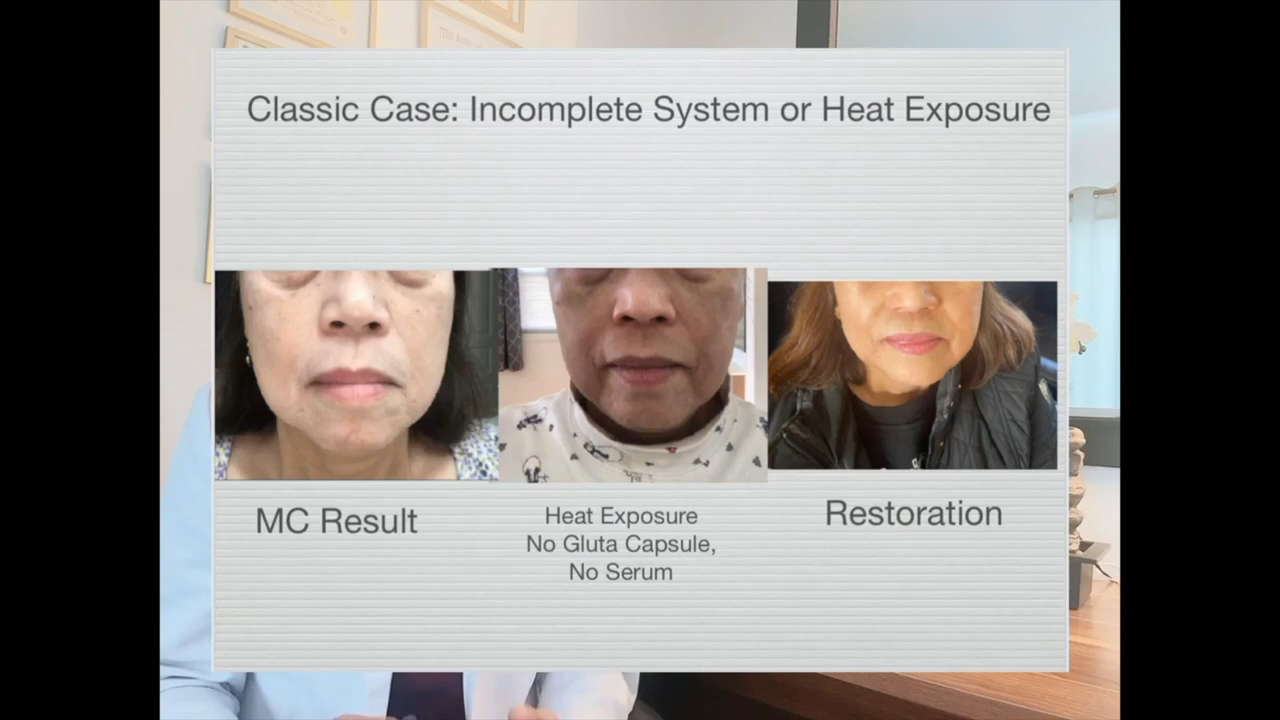 Classic Case: Incomplete System or Heat Exposure
MC Result
Heat Exposure
No Gluta Capsule,
No Serum
Restoration